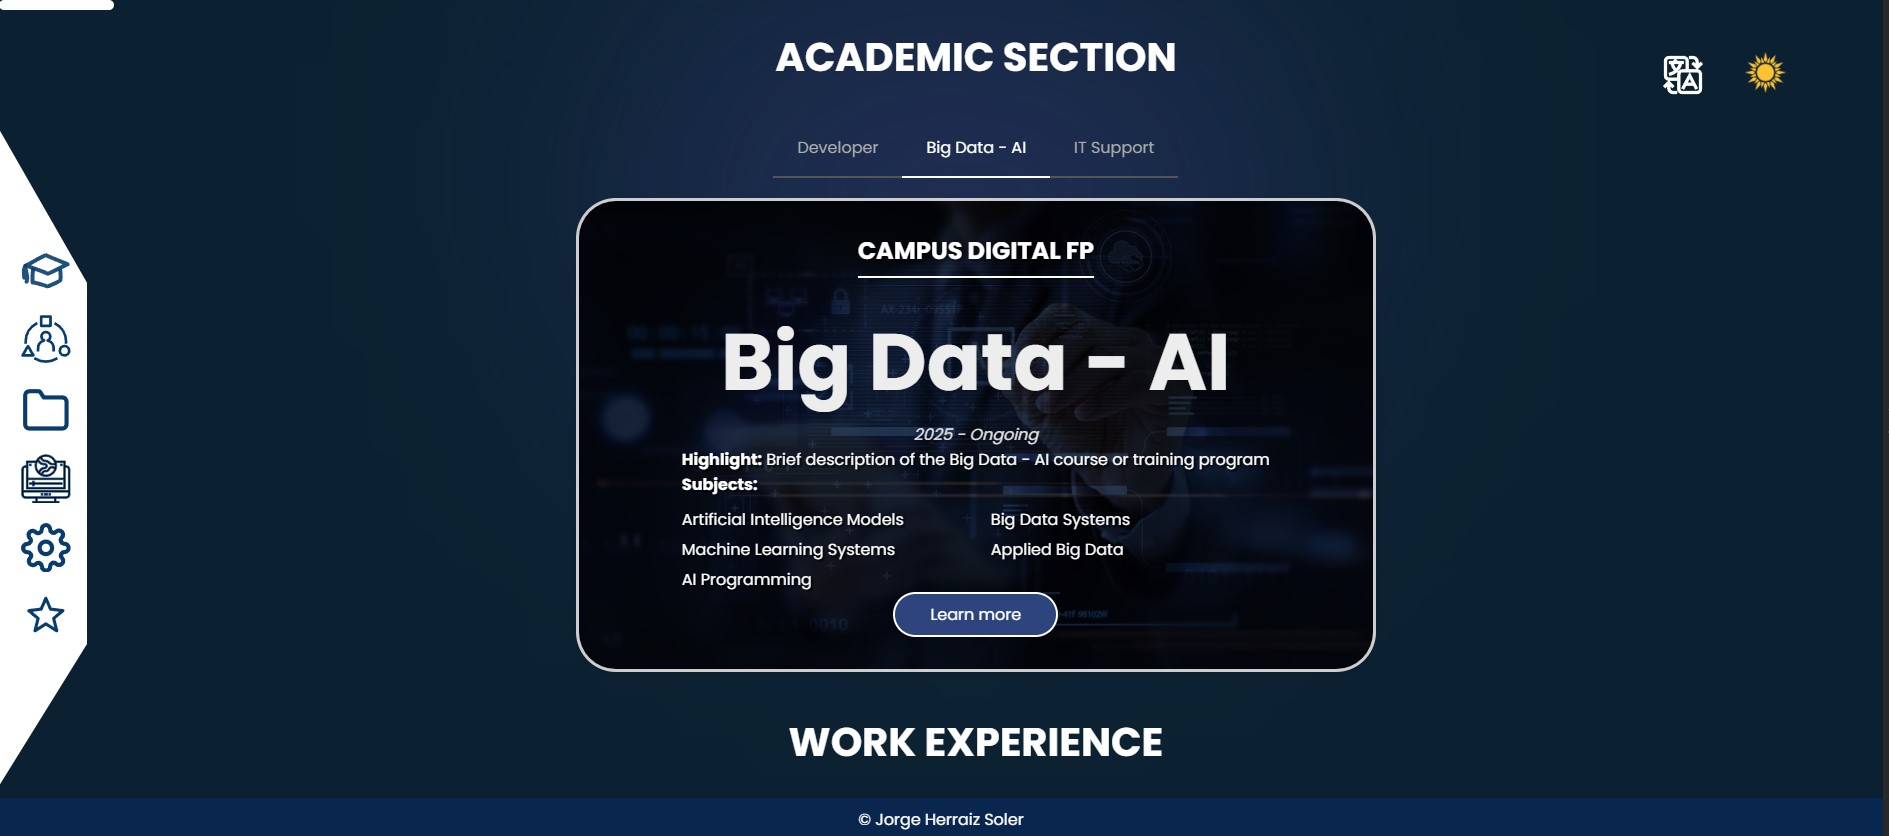 ACADEMIC SECTION
Developer
Big Data - AI
IT Support
CAMPUS DIGITAL FP
Big Data - AI
2025 - Ongoing
Highlight: Brief description of the Big Data - AI course or training program
Subjects:
Artificial Intelligence Models
Big Data Systems
Machine Learning Systems
Applied Big Data
AI Programming
Learn more
WORK EXPERIENCE
© Jorge Herraiz Soler